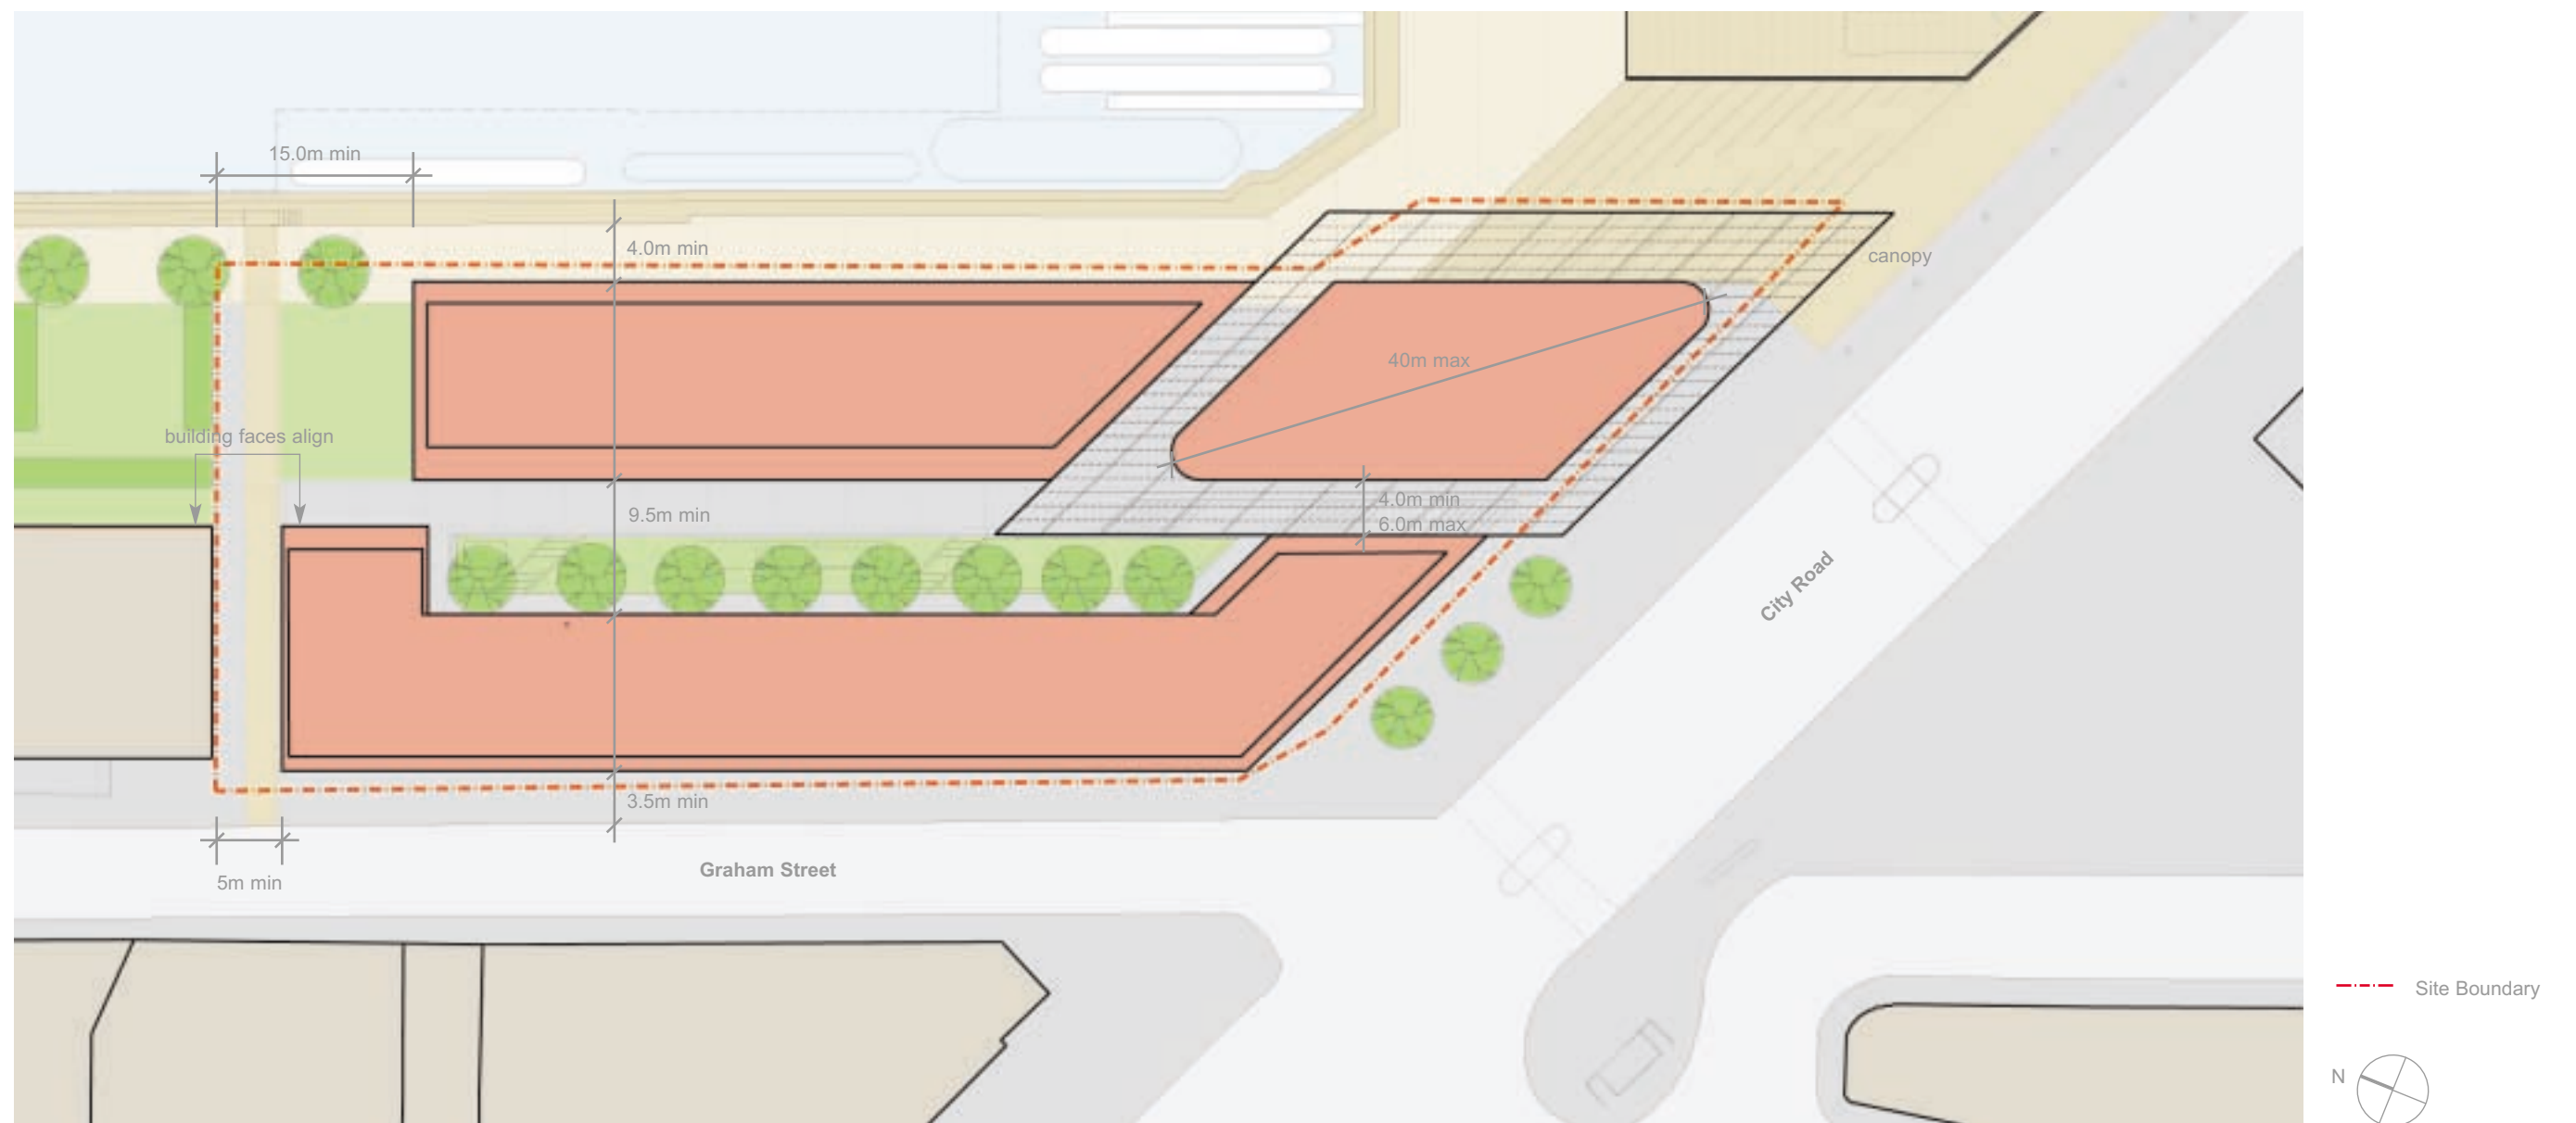 15.0m min
4.0m min
canopy
40m max
building faces align
4.0m min
6.0m max
9.5m min
City Road
3.5m min
Graham Street
5m min
Site Boundary
N